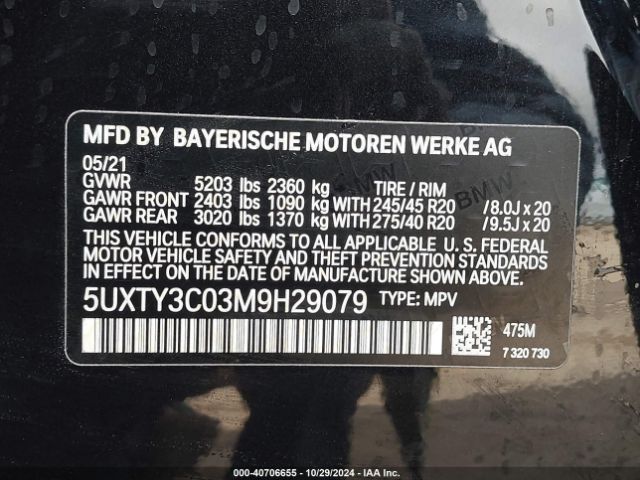 MFD BY BAYERISCHE MOTOREN WERKE AG
05/21
GVWR 5203 lbs 2360 kg TIRE / RIM
GAWR FRONT 2403 lbs 1090 kg WITH 245/45 R20 /8.0J x 20
GAWR REAR 3020 lbs 1370 kg WITH 275/40 R20 /9.5J x 20
THIS VEHICLE CONFORMS TO ALL APPLICABLE U. S. FEDERAL
MOTOR VEHICLE SAFETY AND THEFT PREVENTION STANDARDS
IN EFFECT ON THE DATE OF MANUFACTURE SHOWN ABOVE.
5UXTY3C03M9H29079 TYPE: MPV
475M
7 320 730
BMW
BMW
000-40706655 - 10/29/2024 - IAA Inc.